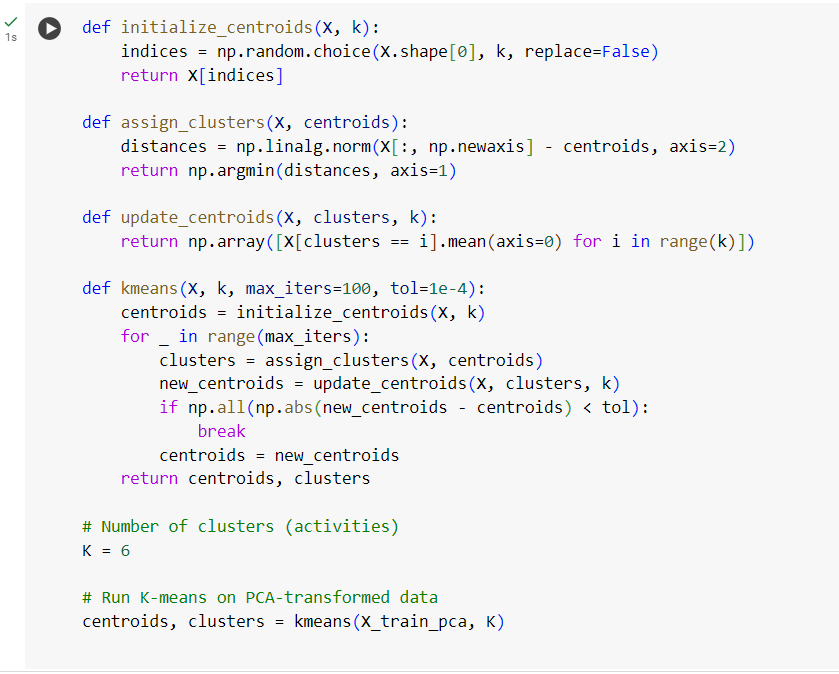 1s
def initialize_centroids(X, k):
    indices = np.random.choice(X.shape[0], k, replace=False)
    return X[indices]

def assign_clusters(X, centroids):
    distances = np.linalg.norm(X[:, np.newaxis] - centroids, axis=2)
    return np.argmin(distances, axis=1)

def update_centroids(X, clusters, k):
    return np.array([X[clusters == i].mean(axis=0) for i in range(k)])

def kmeans(X, k, max_iters=100, tol=1e-4):
    centroids = initialize_centroids(X, k)
    for _ in range(max_iters):
        clusters = assign_clusters(X, centroids)
        new_centroids = update_centroids(X, clusters, k)
        if np.all(np.abs(new_centroids - centroids) < tol):
            break
        centroids = new_centroids
    return centroids, clusters

# Number of clusters (activities)
K = 6

# Run K-means on PCA-transformed data
centroids, clusters = kmeans(X_train_pca, K)